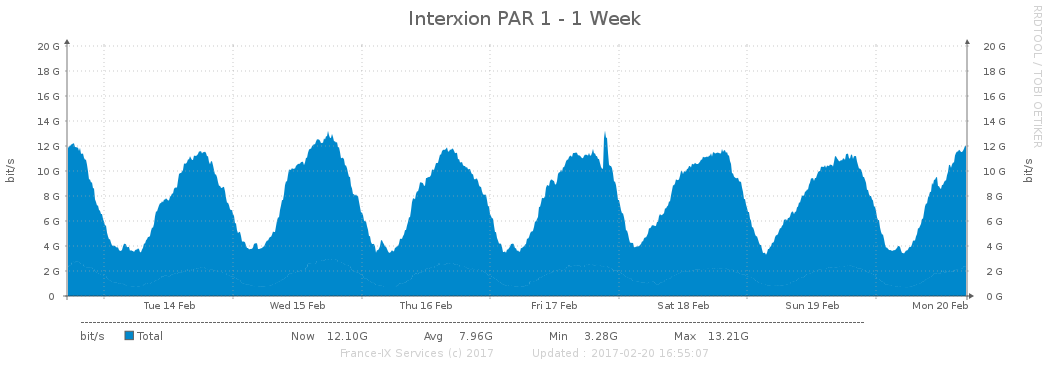 Interxion PAR 1 - 1 Week
RRDTOOL / TOBI OETIKER
20 G 20 G
18 G 18 G
16 G 16 G
14 G 14 G
12 G 12 G
10 G 10 G
8 G 8 G
6 G 6 G
4 G 4 G
2 G 2 G
0 0 G
bit/s
bit/s
Tue 14 Feb Wed 15 Feb Thu 16 Feb Fri 17 Feb Sat 18 Feb Sun 19 Feb Mon 20 Feb
bit/s Total Now 12.10G Avg 7.96G Min 3.28G Max 13.21G
France-IX Services (c) 2017 Updated : 2017-02-20 16:55:07